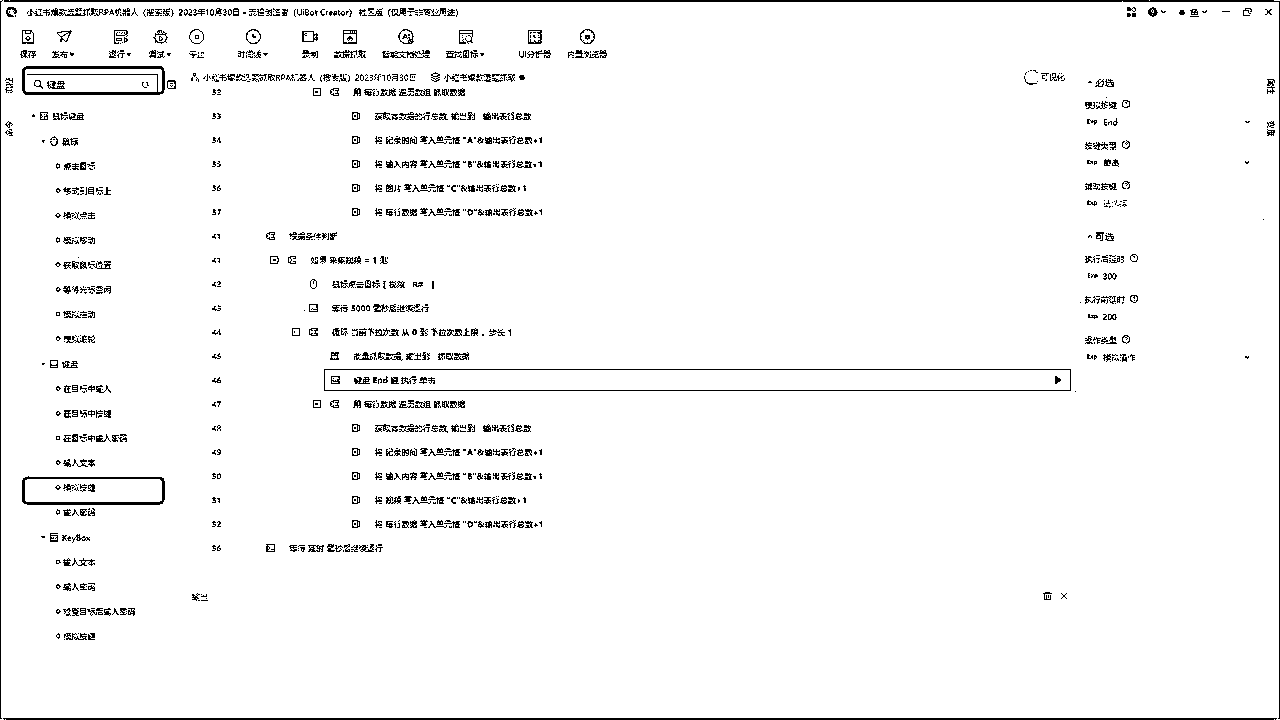 小红书爆款选题抓取RPA机器人（搜索版）2023年10月30日 - 流程创造者（UiBot Creator） 社区版（仅用于非商业用途）
保存 发布 运行 调试 停止 时间线 录制 数据抓取 智能文档处理 查找图标 UI分析器 内置浏览器
键盘
小红书爆款选题抓取RPA机器人（搜索版）2023年10月30日 小红书爆款选题抓取
可视化
命令
属性
变量
鼠标键盘
鼠标
点击目标
移动到目标上
模拟点击
模拟移动
获取鼠标位置
等待光标空闲
模拟拖动
模拟滚轮
键盘
在目标中输入
在目标中按键
在目标中输入密码
输入文本
模拟按键
输入密码
KeyBox
输入文本
输入密码
检查目标后输入密码
模拟按键
32 用 每行数据 遍历数组 抓取数据
33 获取表数据的行总数, 输出到 输出表行总数
34 将 记录时间 写入单元格 "A"&输出表行总数+1
35 将 输入内容 写入单元格 "B"&输出表行总数+1
36 将 图片 写入单元格 "C"&输出表行总数+1
37 将 每行数据 写入单元格 "D"&输出表行总数+1
41 根据条件判断
41 如果 采集视频 = 1 则
42 鼠标点击目标
43 等待 5000 毫秒后继续运行
44 循环 当前下拉次数 从 0 到 下拉次数上限 , 步长 1
45 批量抓取数据, 输出到 抓取数据
46 键盘 End 键 执行 单击
47 用 每行数据 遍历数组 抓取数据
48 获取表数据的行总数, 输出到 输出表行总数
49 将 记录时间 写入单元格 "A"&输出表行总数+1
50 将 输入内容 写入单元格 "B"&输出表行总数+1
51 将 视频 写入单元格 "C"&输出表行总数+1
52 将 每行数据 写入单元格 "D"&输出表行总数+1
56 等待 延时 毫秒后继续运行
输出
必选
模拟按键
Exp End
按键类型
Exp 单击
辅助按键
Exp
可选
执行后延时
Exp 300
执行前延时
Exp 200
操作类型
Exp 模拟操作